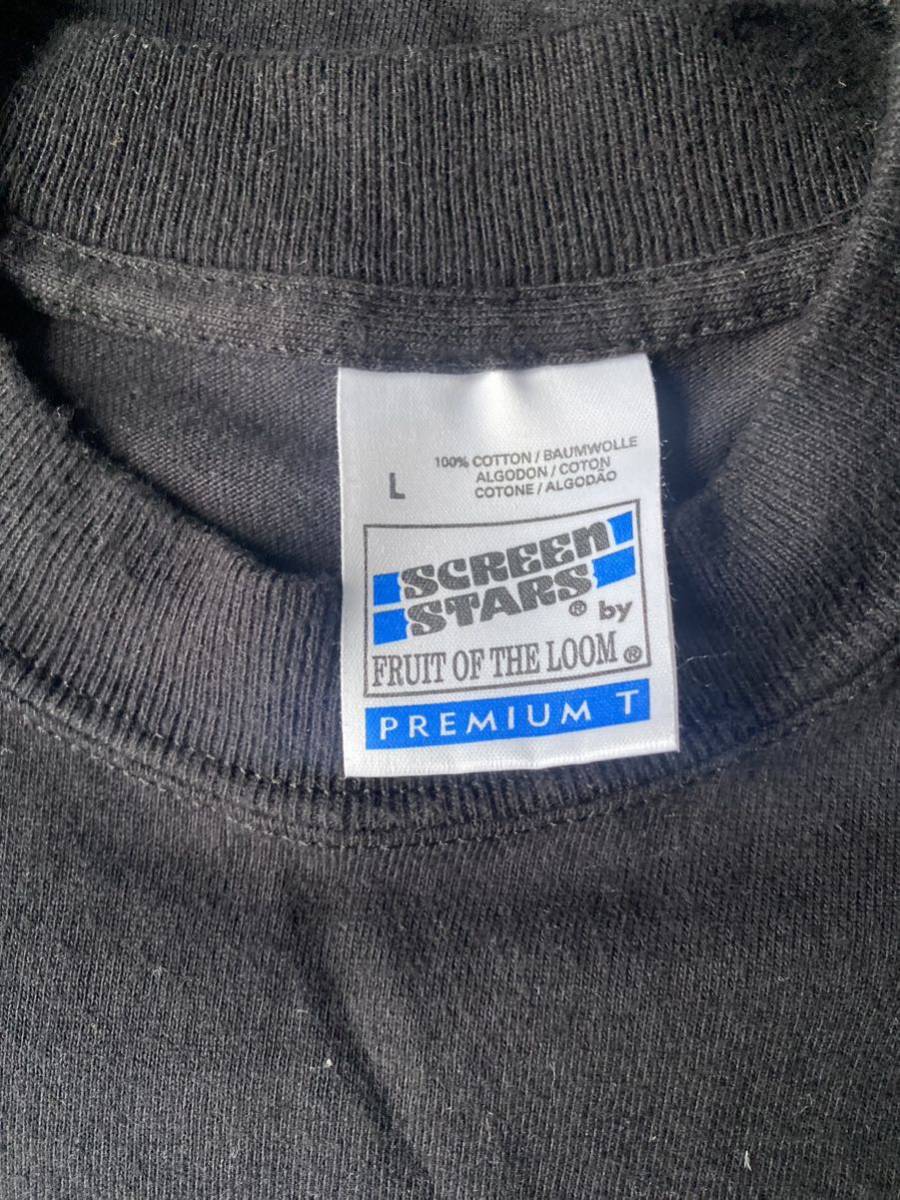 L
100% COTTON / BAUMWOLLE
ALGODON / COTON
COTONE / ALGODÃO
SCREEN
STARS® by
FRUIT OF THE LOOM®
PREMIUM T